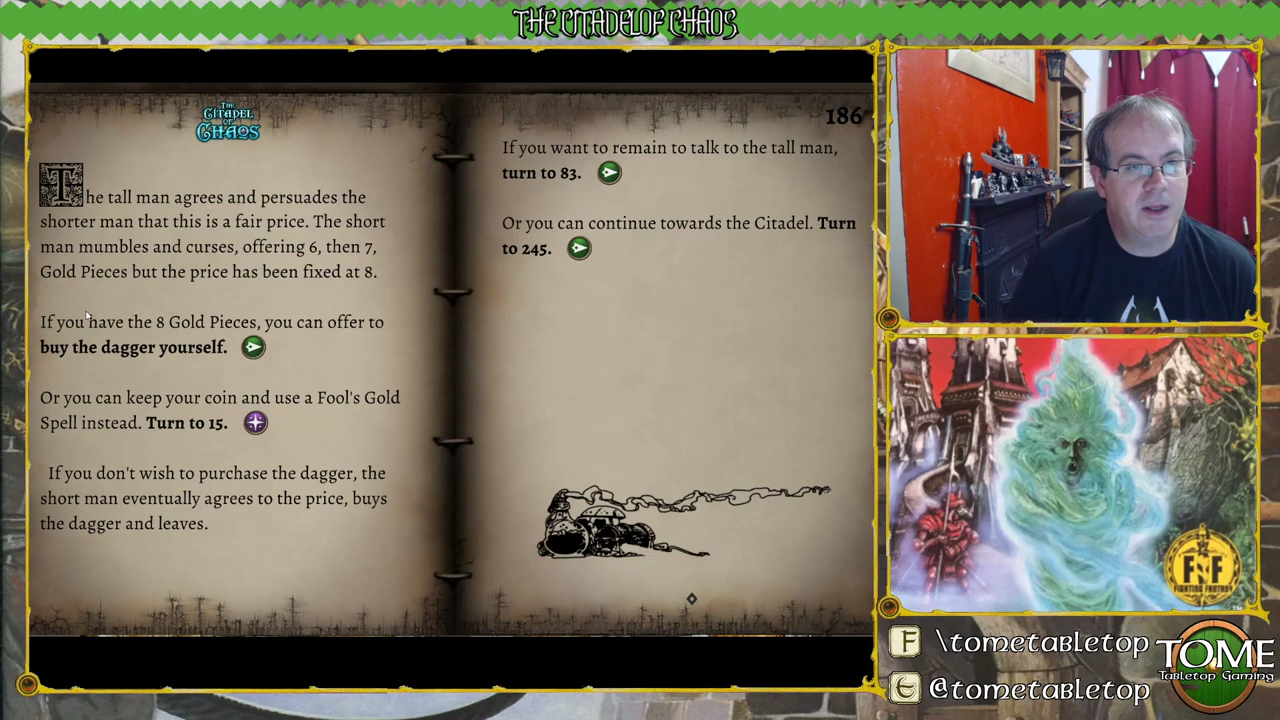 THE CITADEL OF CHAOS
THE
CITADEL
OF
CHAOS
The tall man agrees and persuades the
shorter man that this is a fair price. The short
man mumbles and curses, offering 6, then 7,
Gold Pieces but the price has been fixed at 8.
If you have the 8 Gold Pieces, you can offer to
buy the dagger yourself.
Or you can keep your coin and use a Fool's Gold
Spell instead. Turn to 15.
If you don't wish to purchase the dagger, the
short man eventually agrees to the price, buys
the dagger and leaves.
186
If you want to remain to talk to the tall man,
turn to 83.
Or you can continue towards the Citadel. Turn
to 245.
FF
FIGHTING FANTASY
F \tometabletop
@tometabletop
TOME
Tabletop Gaming